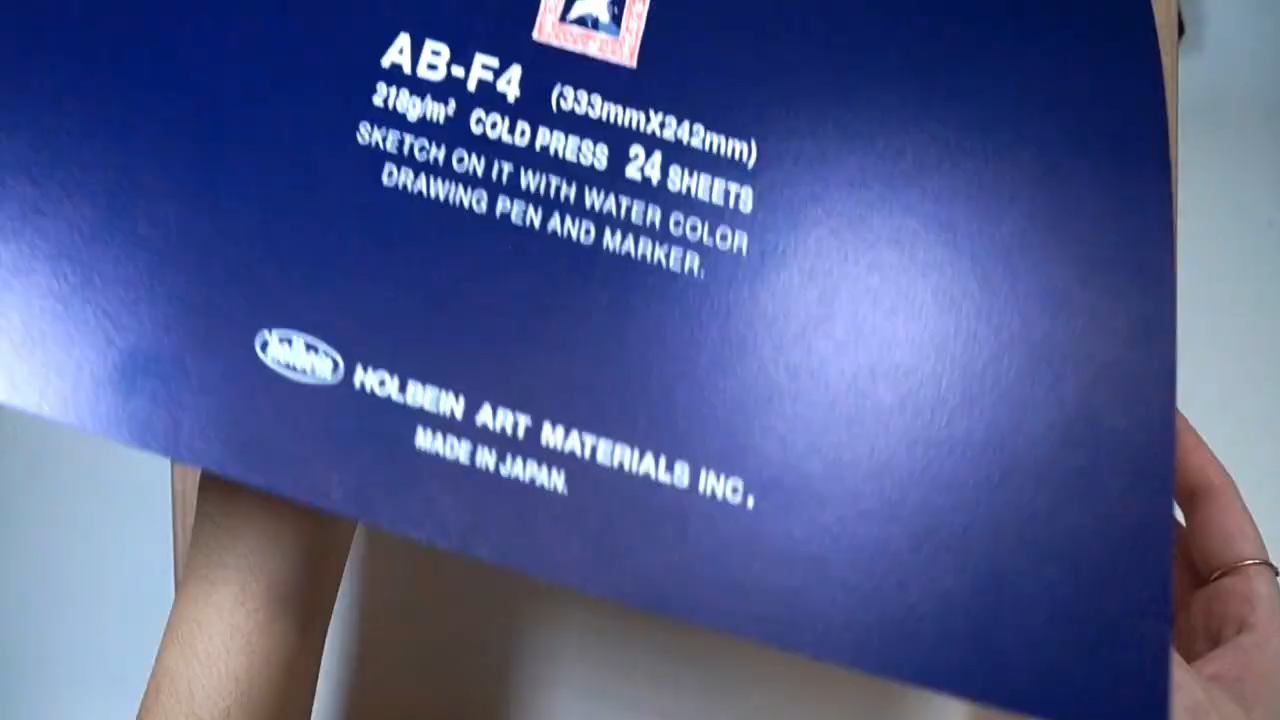 AB-F4 (333mmX242mm)
218g/m² COLD PRESS 24 SHEETS
SKETCH ON IT WITH WATER COLOR
DRAWING PEN AND MARKER.
Holbein HOLBEIN ART MATERIALS INC.
MADE IN JAPAN.